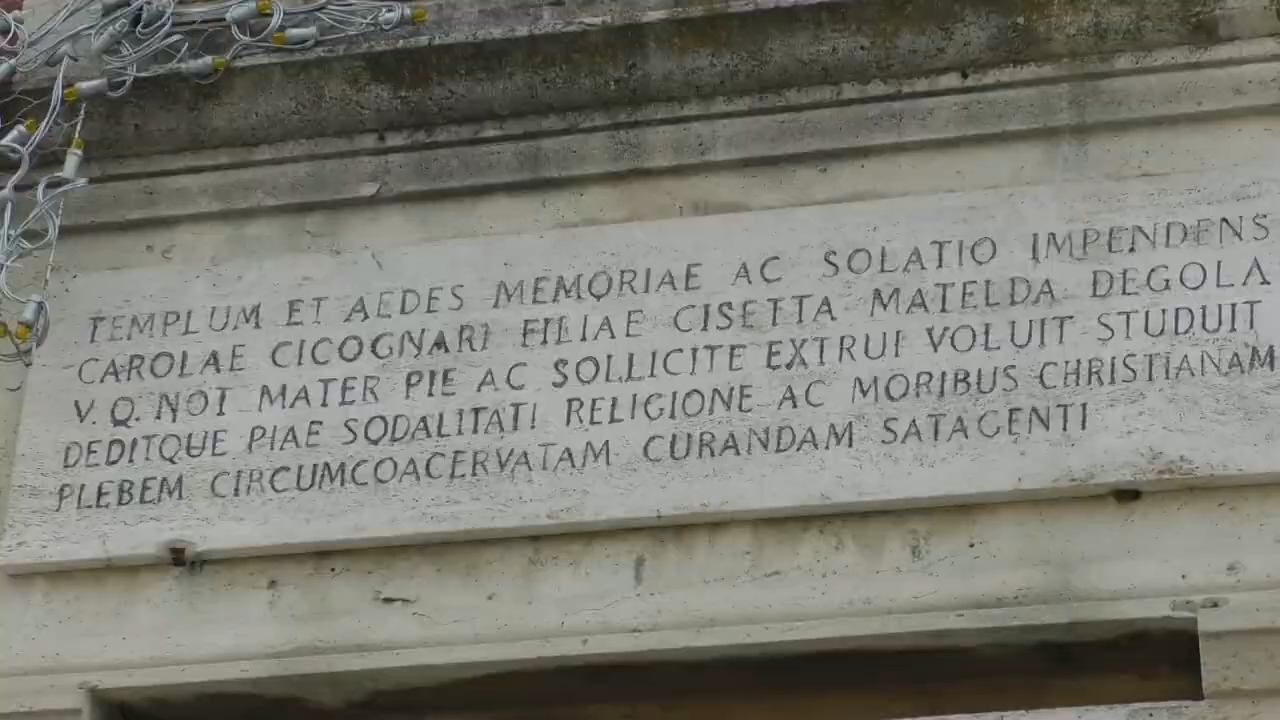 TEMPLUM ET AEDES MEMORIAE AC SOLATIO IMPENDENS
CAROLAE CICOGNARI FILIAE CISETTA MATELDA DEGOLA
V. Q. NOT MATER PIE AC SOLLICITE EXTRUI VOLUIT STUDUIT
DEDITQUE PIAE SODALITATI RELIGIONE AC MORIBUS CHRISTIANAM
PLEBEM CIRCUMCOACERVATAM CURANDAM SATAGENTI